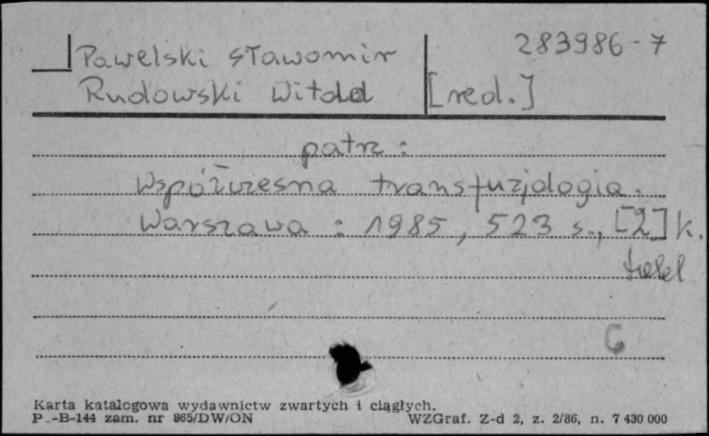 283986-7
Pawelski Sławomir
Rudowski Witold [red.]
patrz:
Współczesna transfuzjologia.
Warszawa : 1985, 523 s., [2] k.
tabl
G
Karta katalogowa wydawnictw zwartych i ciągłych.
P-B-144 zam. nr 865/DW/ON WZGraf. Z-d 2, z. 2/86, n. 7 430 000